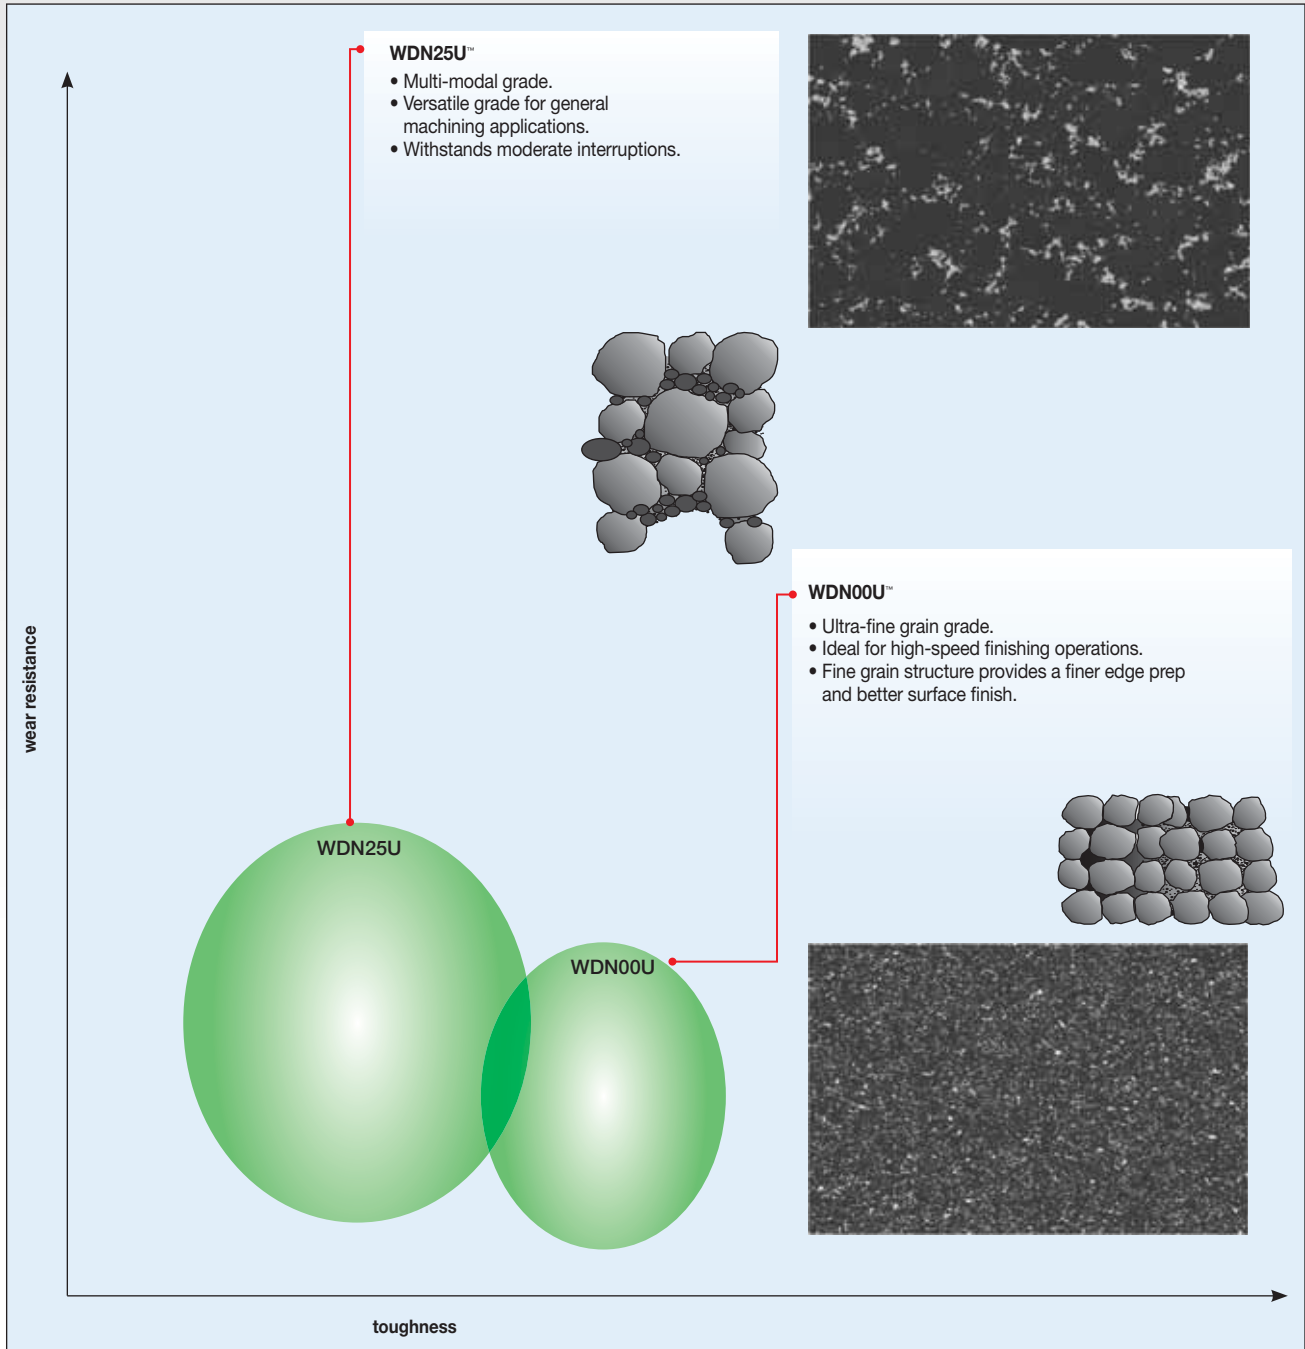 WDN25U™
• Multi-modal grade.
• Versatile grade for general
machining applications.
• Withstands moderate interruptions.
WDN00U™
• Ultra-fine grain grade.
• Ideal for high-speed finishing operations.
• Fine grain structure provides a finer edge prep
and better surface finish.
wear resistance
WDN25U
WDN00U
toughness